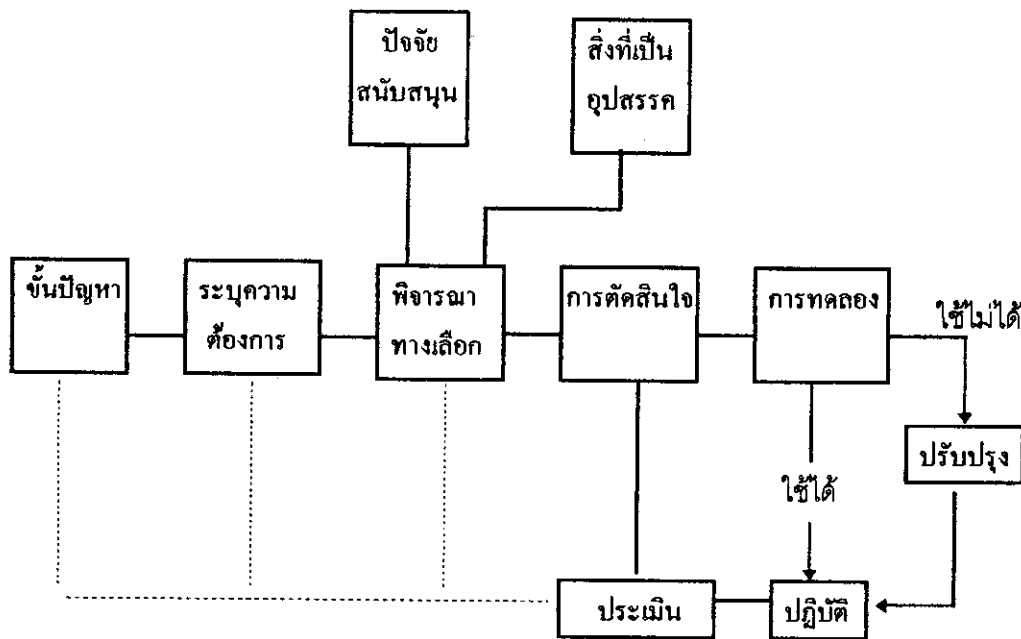 ปัจจัย
สนับสนุน
สิ่งที่เป็น
อุปสรรค
ขั้นปัญหา
ระบุความ
ต้องการ
พิจารณา
ทางเลือก
การตัดสินใจ
การทดลอง
ใช้ไม่ได้
ปรับปรุง
ใช้ได้
ประเมิน
ปฏิบัติ